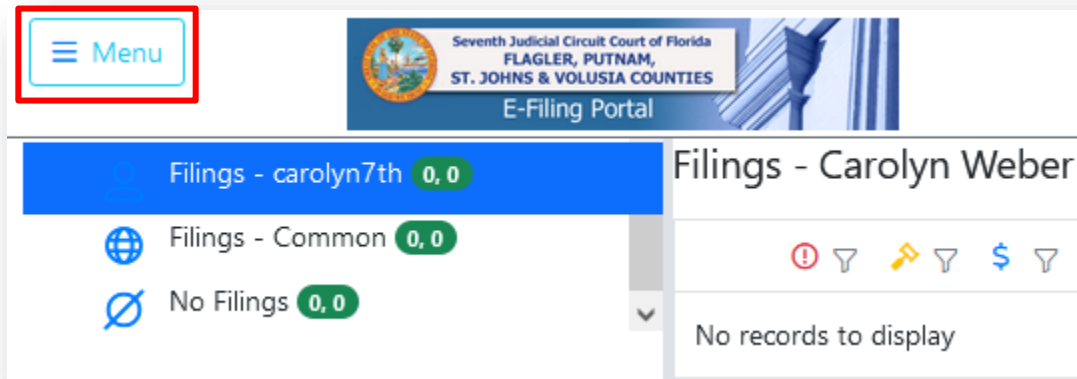 Menu
Seventh Judicial Circuit Court of Florida
FLAGLER, PUTNAM,
ST. JOHNS & VOLUSIA COUNTIES
E-Filing Portal
Filings - carolyn7th 0, 0
Filings - Common 0, 0
No Filings 0, 0
Filings - Carolyn Weber
$
No records to display